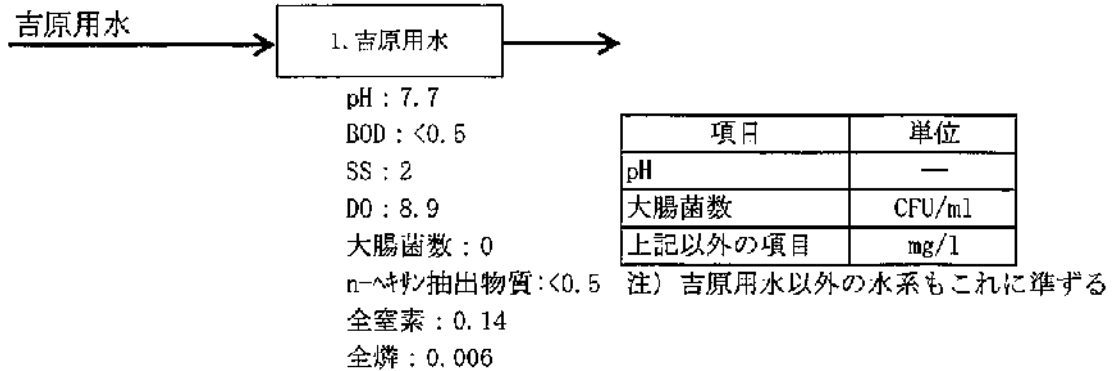 吉原用水
1.吉原用水
pH:7.7
BOD:<0.5
SS:2
DO:8.9
大腸菌数:0
n-ヘキサン抽出物質:<0.5
全窒素:0.14
全燐:0.006
項目 単位
pH —
大腸菌数 CFU/ml
上記以外の項目 mg/l
注) 吉原用水以外の水系もこれに準ずる